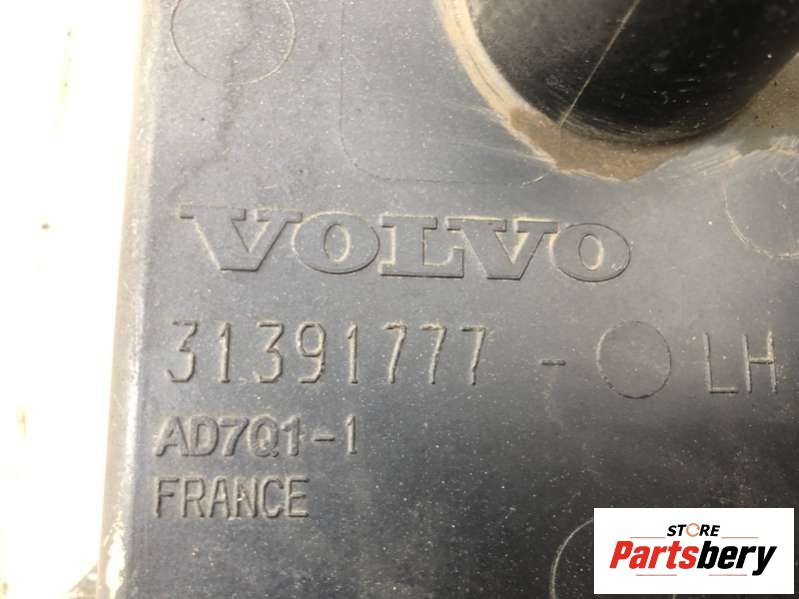 VOLVO
31391777 - LH
AD7Q1-1
FRANCE
STORE
Partsbery